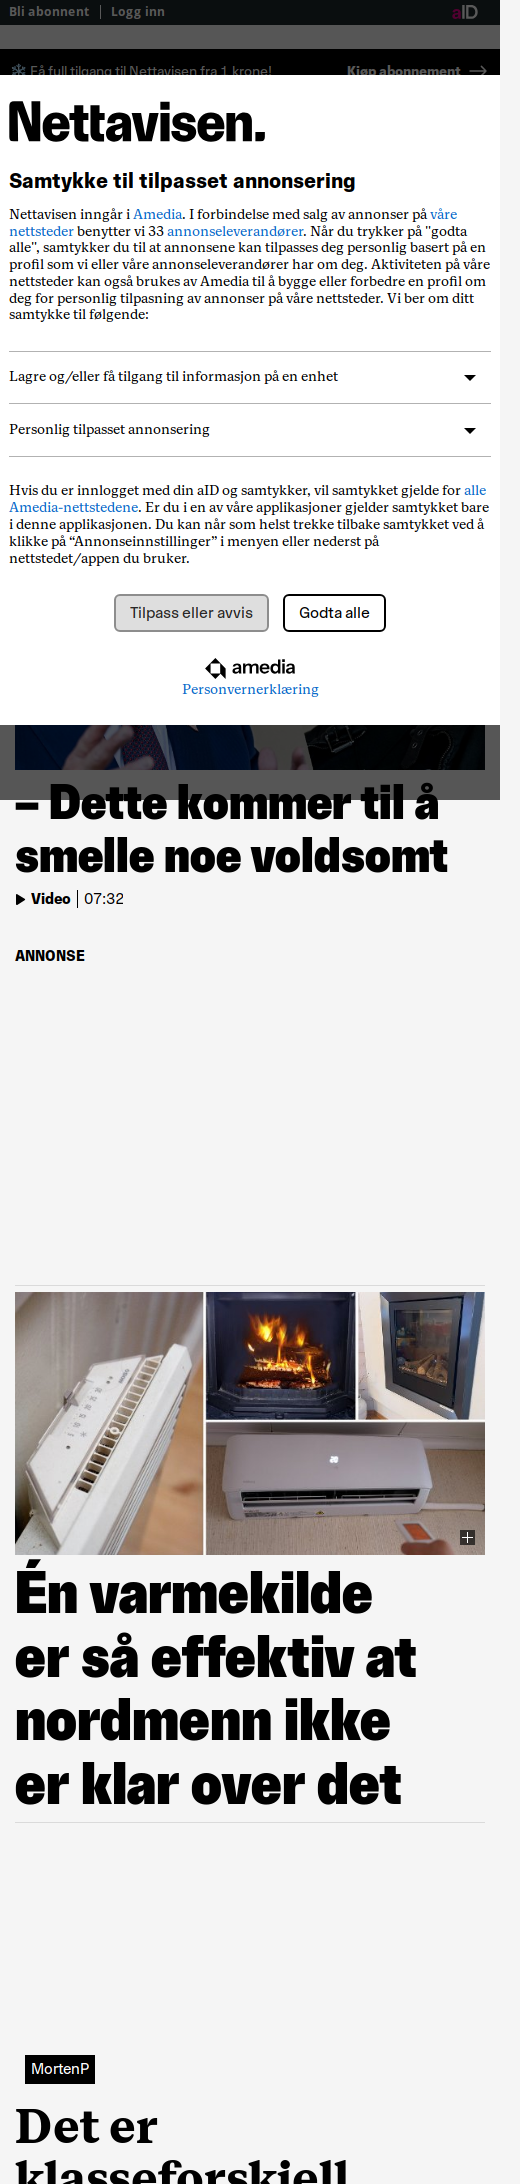 Bli abonnent
Logg inn
aID
Få full tilgang til Nettavisen fra 1 krone!
Kjøp abonnement
Nettavisen.
Samtykke til tilpasset annonsering
Nettavisen inngår i Amedia. I forbindelse med salg av annonser på våre
nettsteder benytter vi 33 annonseleverandører. Når du trykker på "godta
alle", samtykker du til at annonsene kan tilpasses deg personlig basert på en
profil som vi eller våre annonseleverandører har om deg. Aktiviteten på våre
nettsteder kan også brukes av Amedia til å bygge eller forbedre en profil om
deg for personlig tilpasning av annonser på våre nettsteder. Vi ber om ditt
samtykke til følgende:
Lagre og/eller få tilgang til informasjon på en enhet
Personlig tilpasset annonsering
Hvis du er innlogget med din aID og samtykker, vil samtykket gjelde for alle
Amedia-nettstedene. Er du i en av våre applikasjoner gjelder samtykket bare
i denne applikasjonen. Du kan når som helst trekke tilbake samtykket ved å
klikke på “Annonseinnstillinger” i menyen eller nederst på
nettstedet/appen du bruker.
Tilpass eller avvis
Godta alle
amedia
Personvernerklæring
– Dette kommer til å
smelle noe voldsomt
Video
07:32
ANNONSE
Én varmekilde
er så effektiv at
nordmenn ikke
er klar over det
MortenP
Det er
klasseforskjell